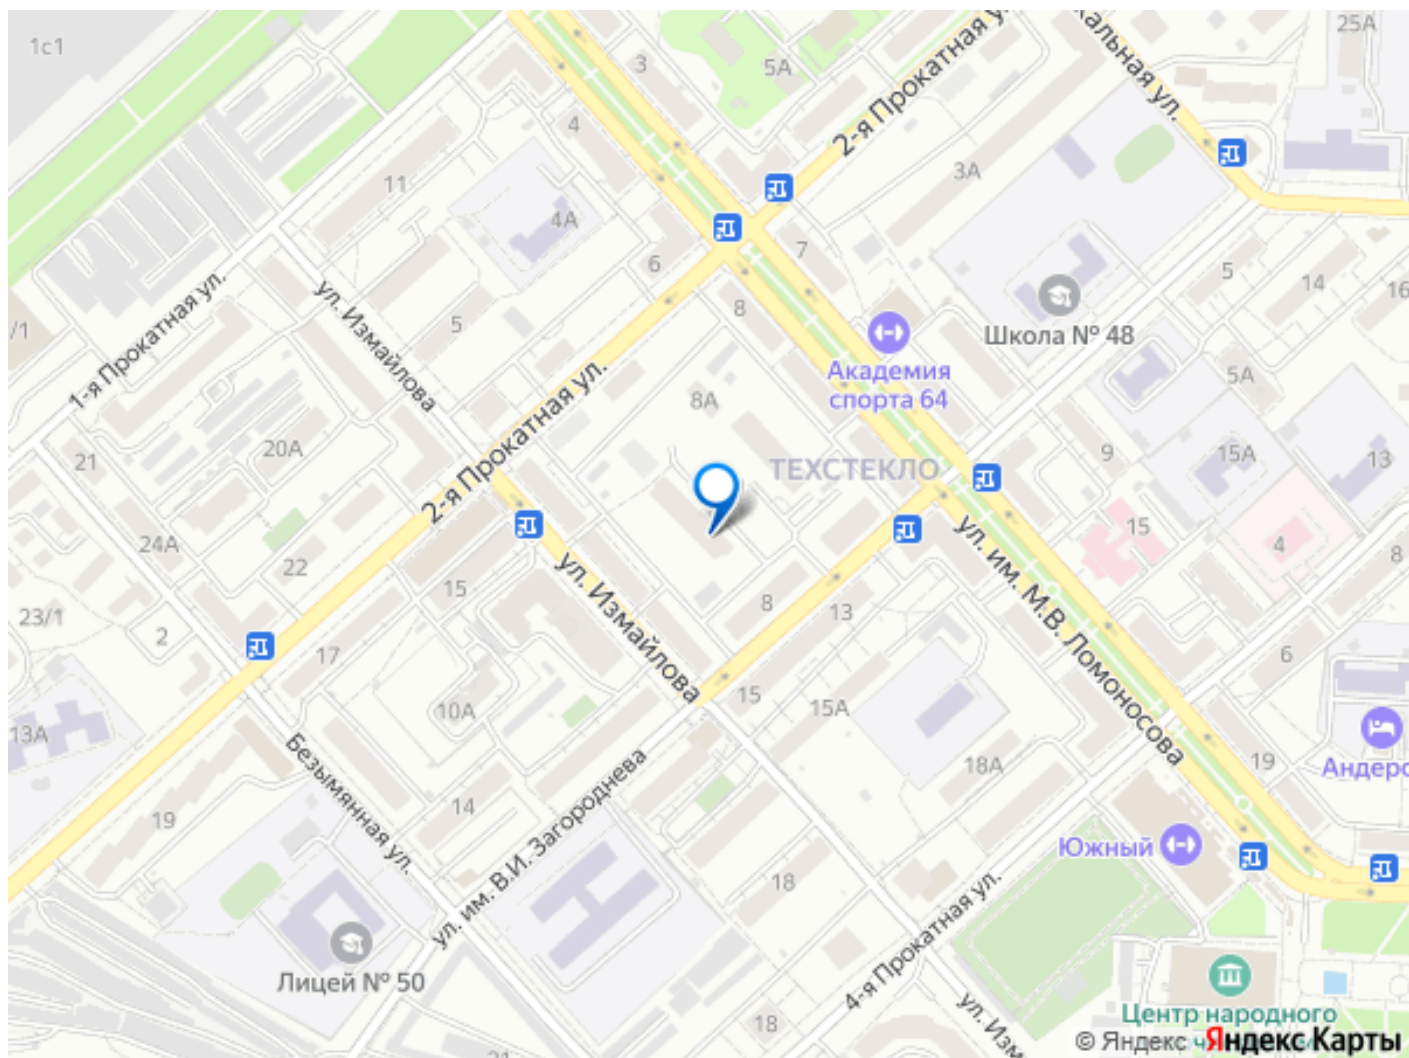 1с1
25А
3
5А
2-я Прокатная у
кальная ул.
4
11
3А
4А
7
6
5
14
16
1-я Прокатная ул.
ул. Измайлова
/1
5
8
Школа № 48
Академия
спорта 64
5А
8А
2-я Прокатная ул.
20А
21
ТЕХСТЕКЛО
9
15А
13
24А
22
15
15
4
8
ул. Измайлова
ул. им. М.В. Ломоносова
23/1
2
17
8
13
6
10А
15
15А
13А
Безымянная ул.
18А
19
Андерс
19
14
ул. им. В.И. Загороднева
Южный
18
4-я Прокатная ул.
Лицей № 50
18
ул. Изм
Центр народного
© Яндекс Яндекс Карты
21